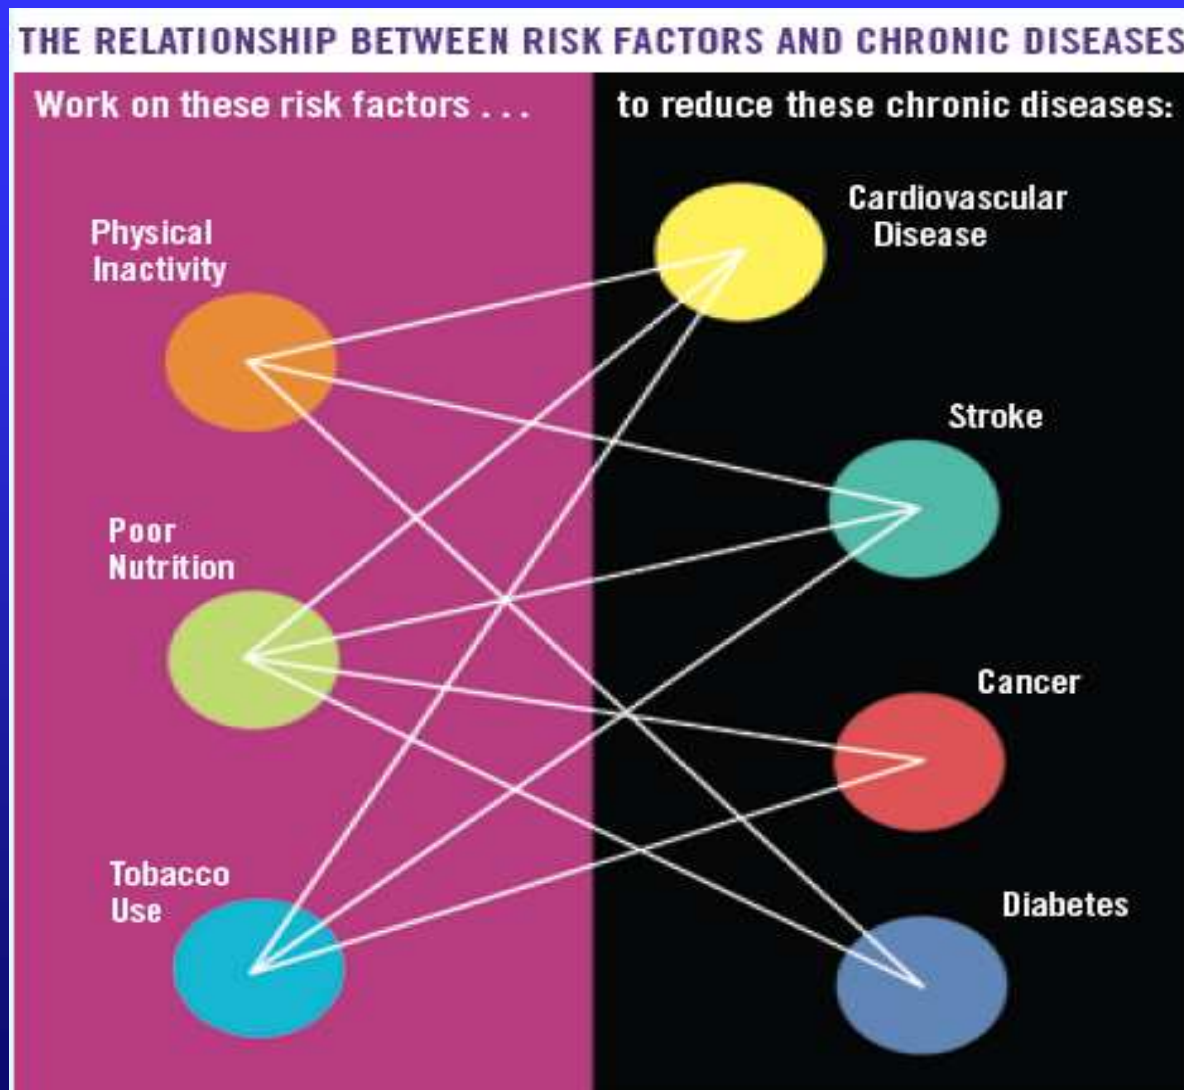 THE RELATIONSHIP BETWEEN RISK FACTORS AND CHRONIC DISEASES
Work on these risk factors . . .
to reduce these chronic diseases:
Physical
Inactivity
Poor
Nutrition
Tobacco
Use
Cardiovascular
Disease
Stroke
Cancer
Diabetes